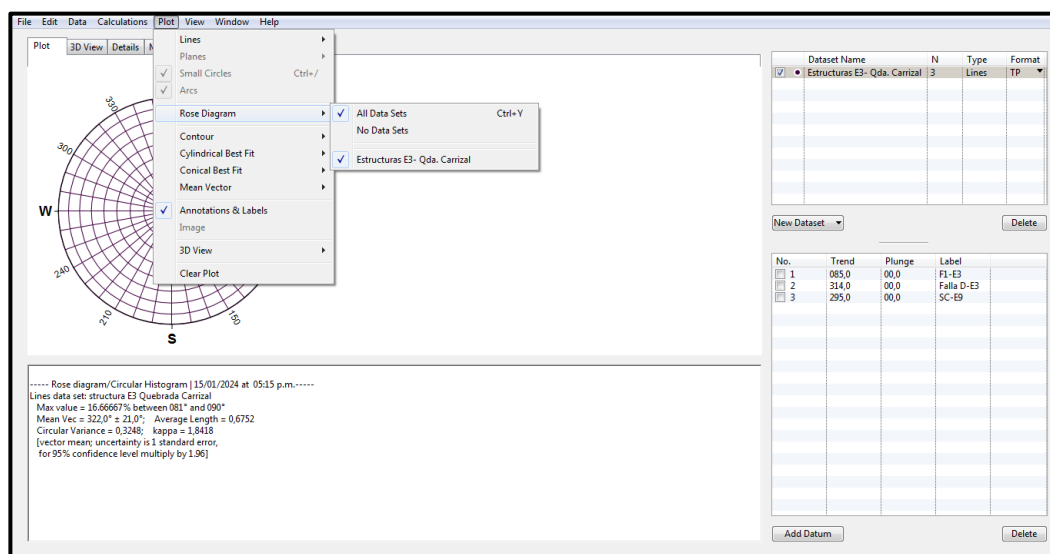 File Edit Data Calculations Plot View Window Help
Plot 3D View Details
Lines
Planes
Small Circles Ctrl+/
Arcs
Rose Diagram
Contour
Cylindrical Best Fit
Conical Best Fit
Mean Vector
Annotations & Labels
Image
3D View
Clear Plot
All Data Sets Ctrl+Y
No Data Sets
Estructuras E3- Qda. Carrizal
330
300
W
240
210
S
150
----- Rose diagram/Circular Histogram | 15/01/2024 at 05:15 p.m.-----
Lines data set: structura E3 Quebrada Carrizal
Max value = 16.66667% between 081° and 090°
Mean Vec = 322,0° ± 21,0°; Average Length = 0,6752
Circular Variance = 0,3248; kappa = 1,8418
[vector mean; uncertainty is 1 standard error,
for 95% confidence level multiply by 1.96]
Dataset Name N Type Format
Estructuras E3- Qda. Carrizal 3 Lines TP
New Dataset Delete
No. Trend Plunge Label
1 085,0 00,0 F1-E3
2 314,0 00,0 Falla D-E3
3 295,0 00,0 SC-E9
Add Datum Delete